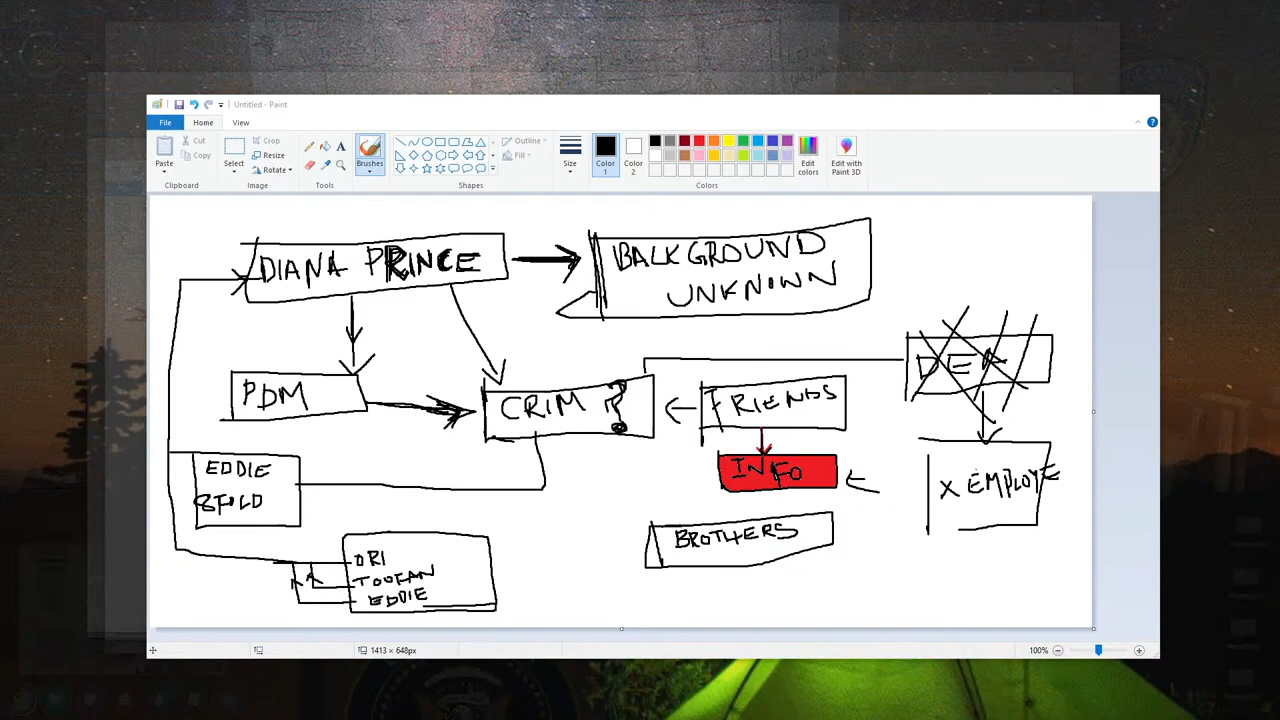 Untitled - Paint
File
Home
View
Paste
Clipboard
Cut
Copy
Select
Crop
Resize
Rotate
Image
A
Tools
Brushes
Outline
Fill
Shapes
Size
Color
1
Color
2
Edit
colors
Colors
Edit with
Paint 3D
DIANA PRINCE
BACKGROUND
UNKNOWN
PDM
CRIM ?
FRIENDS
INFO
X EMPLOYE
EDDIE
BROTHERS
ORI
TOOFAN
EDDIE
1413 × 648px
100%